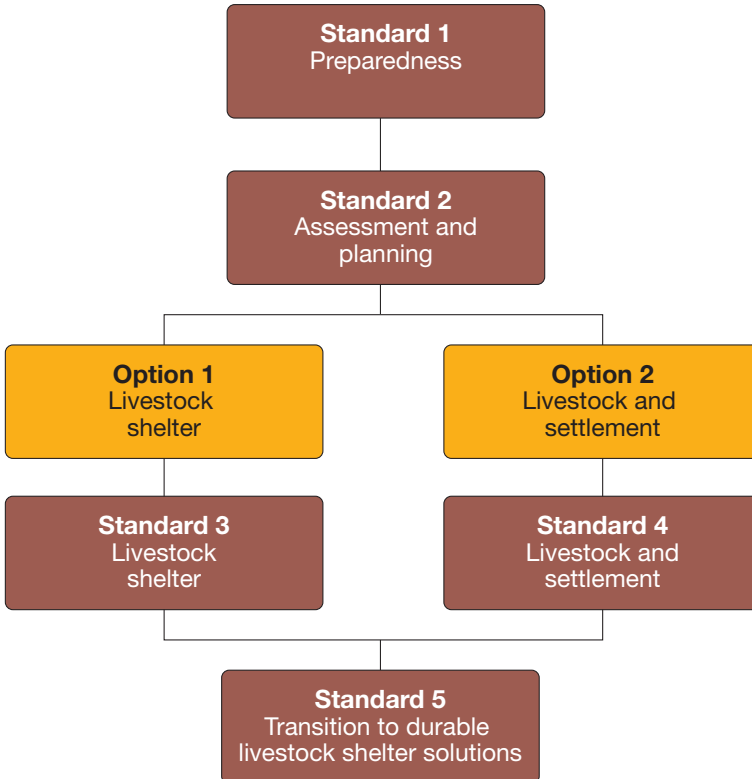 Standard 1
Preparedness
Standard 2
Assessment and
planning
Option 1
Livestock
shelter
Option 2
Livestock and
settlement
Standard 3
Livestock
shelter
Standard 4
Livestock and
settlement
Standard 5
Transition to durable
livestock shelter solutions